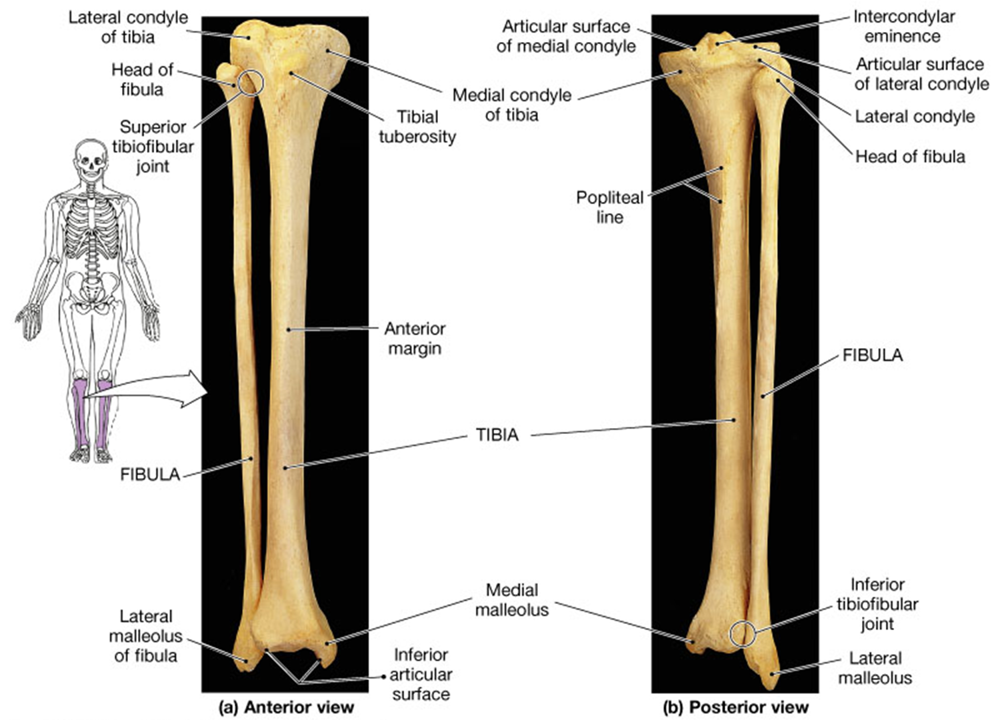 Lateral condyle
of tibia
Head of
fibula
Superior
tibiofibular
joint
FIBULA
Lateral
malleolus
of fibula
Medial condyle
of tibia
Tibial
tuberosity
Anterior
margin
TIBIA
Medial
malleolus
Inferior
articular
surface
(a) Anterior view
Articular surface
of medial condyle
Popliteal
line
Intercondylar
eminence
Articular surface
of lateral condyle
Lateral condyle
Head of fibula
FIBULA
Inferior
tibiofibular
joint
Lateral
malleolus
(b) Posterior view